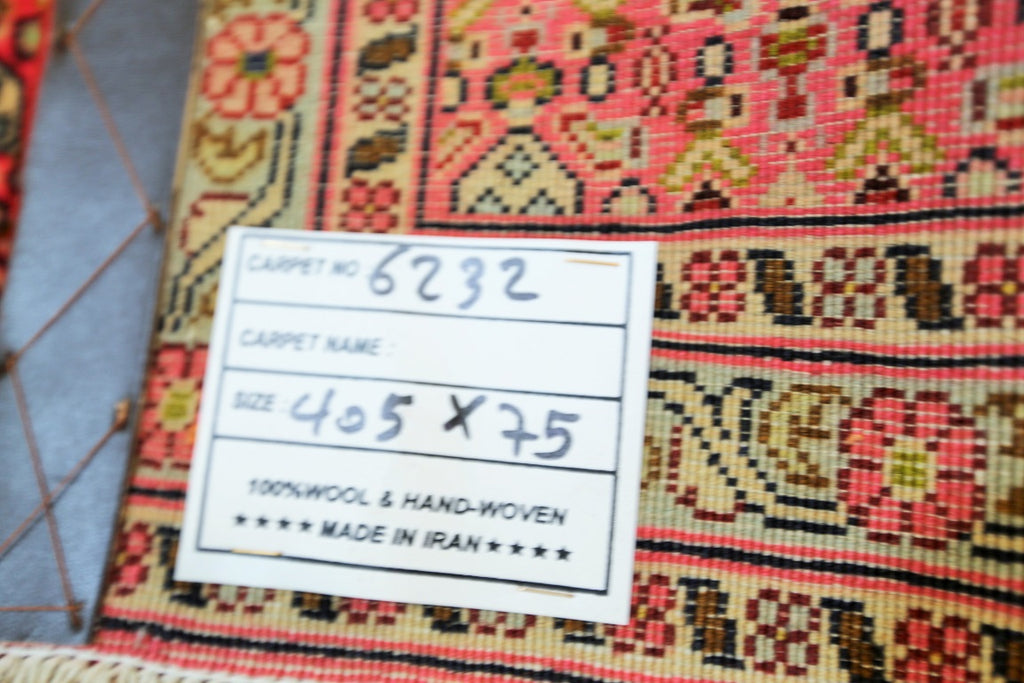 CARPET NO 6232
CARPET NAME :
SIZE : 405 X 75
100%WOOL & HAND-WOVEN
★★★★ MADE IN IRAN ★★★★